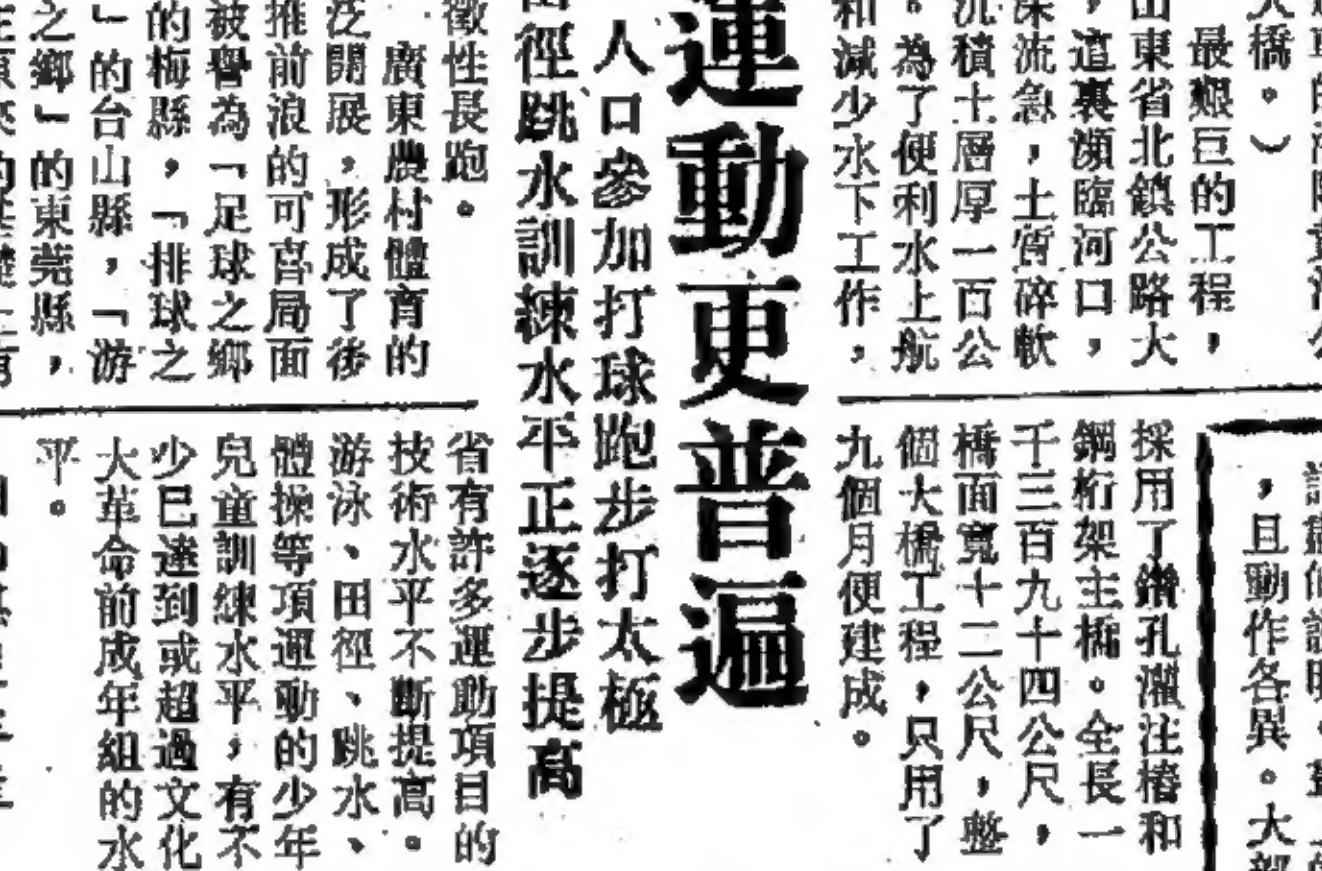 大橋。）
最艱巨的工程，
山東省北鎮公路大
，這裏瀕臨河口，
深流急，土質碎軟
沉積土層厚一百公
。為了便利水上航
和減少水下工作，
，且動作各異。大部
採用了鑽孔灌注樁和
鋼桁架主橋。全長一
千三百九十四公尺，
橋面寬十二公尺，整
個大橋工程，只用了
九個月便建成。
運動更普遍
人口參加打球跑步打太極
田徑跳水訓練水平正逐步提高
徵性長跑。
廣東農村體育的
泛開展，形成了後
推前浪的可喜局面
被譽為「足球之鄉
的梅縣，「排球之
」的台山縣，「游
之鄉」的東莞縣，
省有許多運動項目的
技術水平不斷提高。
游泳、田徑、跳水、
體操等項運動的少年
兒童訓練水平，有不
少已達到或超過文化
大革命前成年組的水
平。